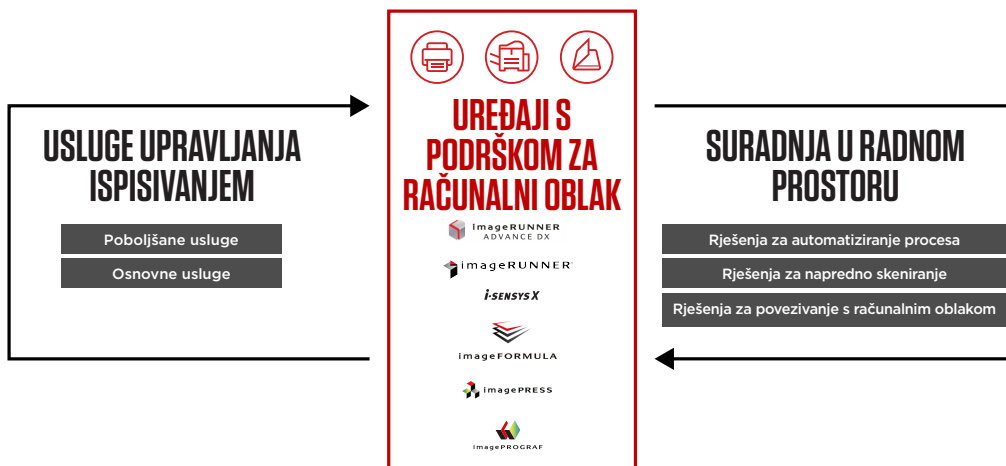 USLUGE UPRAVLJANJA
ISPISIVANJEM
Poboljšane usluge
Osnovne usluge
UREĐAJI S
PODRŠKOM ZA
RAČUNALNI OBLAK
imageRUNNER
ADVANCE DX
imageRUNNER
i-SENSYS X
imageFORMULA
imagePRESS
imagePROGRAF
SURADNJA U RADNOM
PROSTORU
Rješenja za automatiziranje procesa
Rješenja za napredno skeniranje
Rješenja za povezivanje s računalnim oblakom